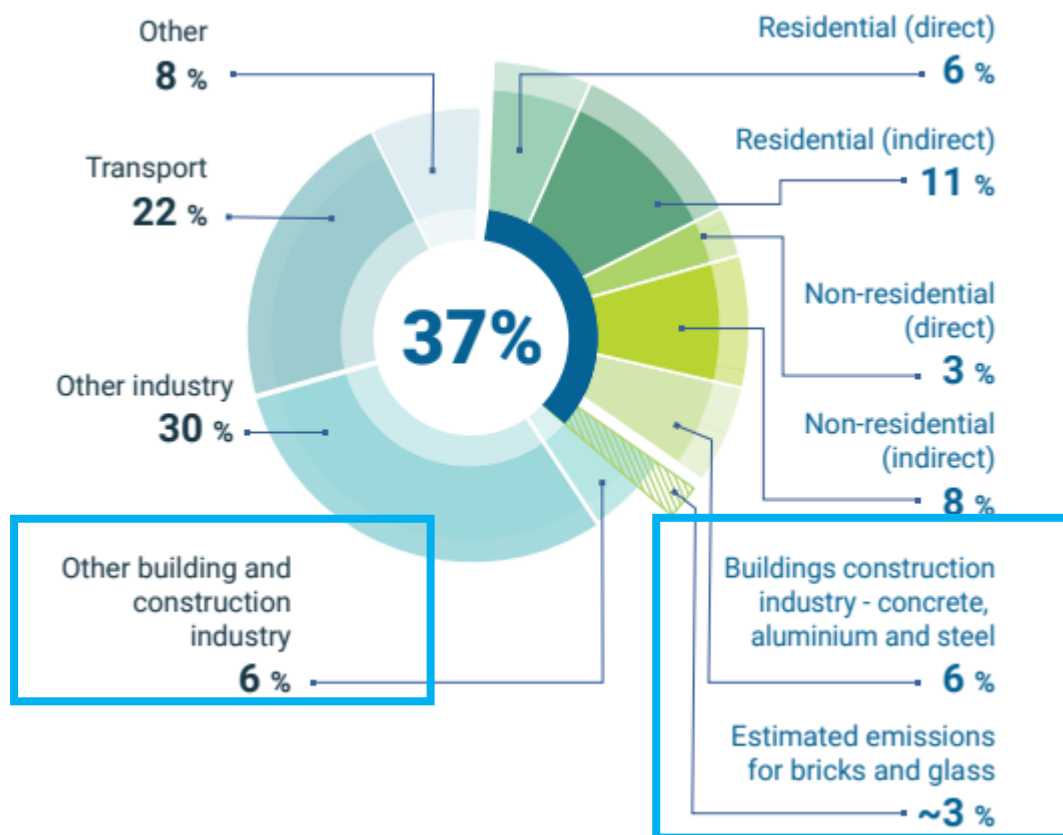 Other
8 %
Transport
22 %
Other industry
30 %
Other building and
construction
industry
6 %
37%
Residential (direct)
6 %
Residential (indirect)
11 %
Non-residential
(direct)
3 %
Non-residential
(indirect)
8 %
Buildings construction
industry - concrete,
aluminium and steel
6 %
Estimated emissions
for bricks and glass
~3 %